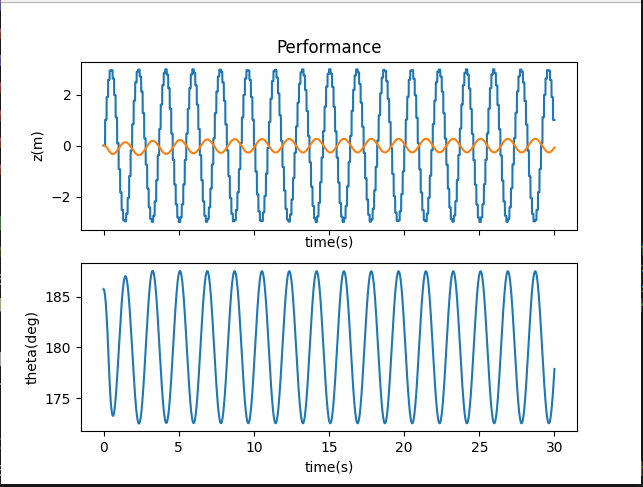 Performance
z(m)
2
0
−2
time(s)
theta(deg)
185
180
175
0 5 10 15 20 25 30
time(s)